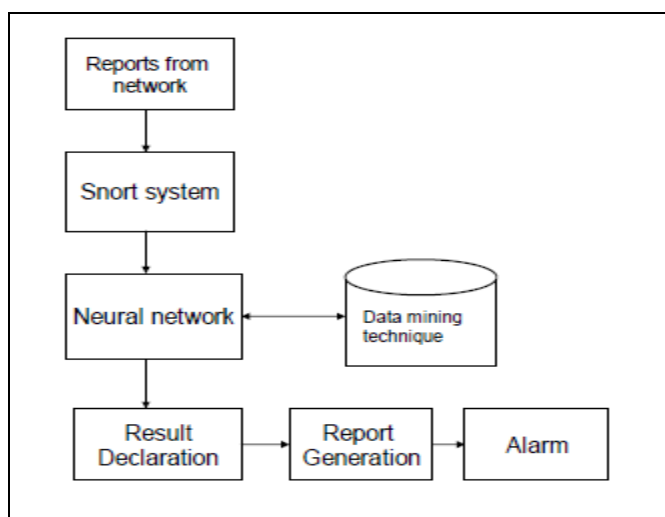 Reports from
network
Snort system
Neural network
Data mining
technique
Result
Declaration
Report
Generation
Alarm